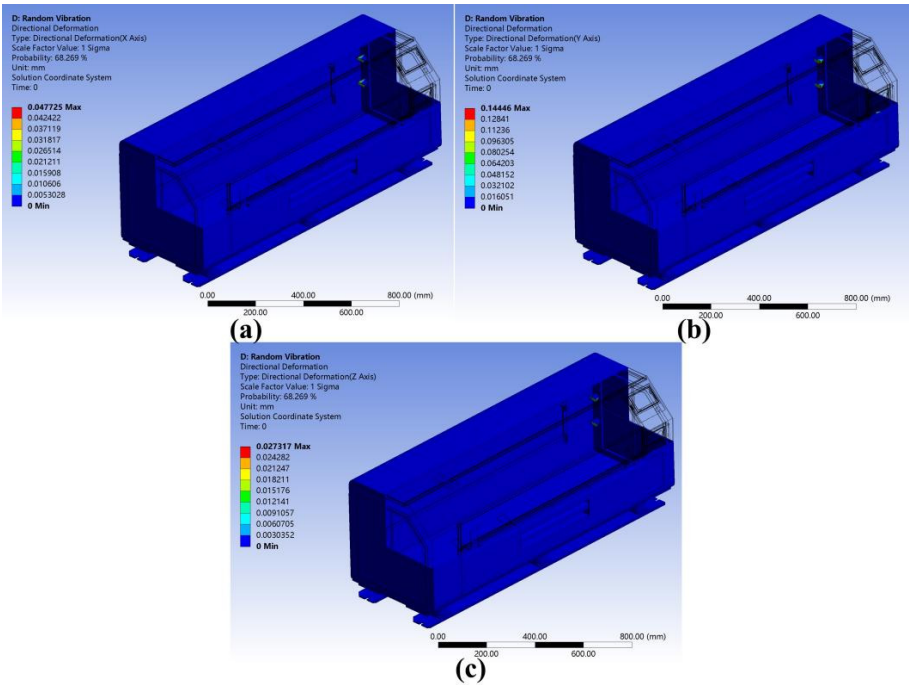 D: Random Vibration
Directional Deformation
Type: Directional Deformation(X Axis)
Scale Factor Value: 1 Sigma
Probability: 68.269 %
Unit: mm
Solution Coordinate System
Time: 0
0.047725 Max
0.042422
0.037119
0.031817
0.026514
0.021211
0.015908
0.010606
0.0053028
0 Min
0.00 400.00 800.00 (mm)
200.00 600.00
(a)
D: Random Vibration
Directional Deformation
Type: Directional Deformation(Y Axis)
Scale Factor Value: 1 Sigma
Probability: 68.269 %
Unit: mm
Solution Coordinate System
Time: 0
0.14446 Max
0.12841
0.11236
0.096305
0.080254
0.064203
0.048152
0.032102
0.016051
0 Min
0.00 400.00 800.00 (mm)
200.00 600.00
(b)
D: Random Vibration
Directional Deformation
Type: Directional Deformation(Z Axis)
Scale Factor Value: 1 Sigma
Probability: 68.269 %
Unit: mm
Solution Coordinate System
Time: 0
0.027317 Max
0.024282
0.021247
0.018211
0.015176
0.012141
0.0091057
0.0060705
0.0030352
0 Min
0.00 400.00 800.00 (mm)
200.00 600.00
(c)